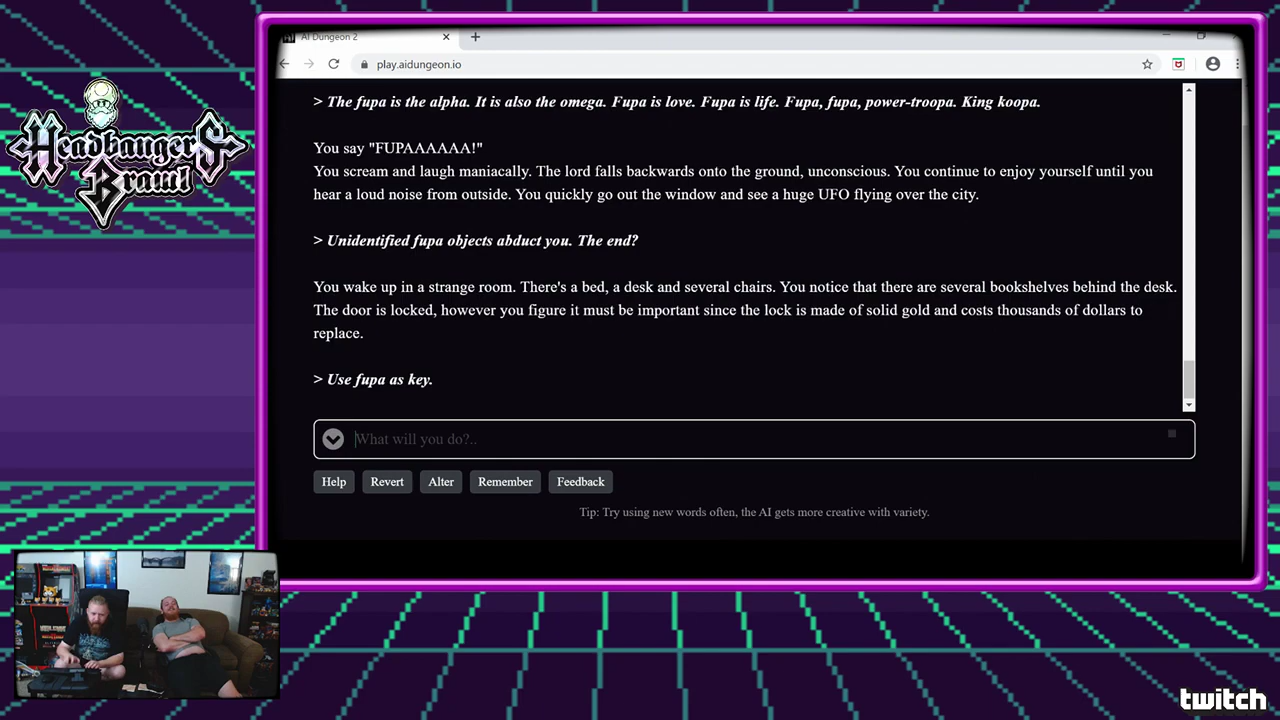 AI Dungeon 2
play.aidungeon.io
Headbangers
Brawl
> The fupa is the alpha. It is also the omega. Fupa is love. Fupa is life. Fupa, fupa, power-troopa. King koopa.
You say "FUPAAAAAA!"
You scream and laugh maniacally. The lord falls backwards onto the ground, unconscious. You continue to enjoy yourself until you
hear a loud noise from outside. You quickly go out the window and see a huge UFO flying over the city.
> Unidentified fupa objects abduct you. The end?
You wake up in a strange room. There's a bed, a desk and several chairs. You notice that there are several bookshelves behind the desk.
The door is locked, however you figure it must be important since the lock is made of solid gold and costs thousands of dollars to
replace.
> Use fupa as key.
What will you do?..
Help Revert Alter Remember Feedback
Tip: Try using new words often, the AI gets more creative with variety.
twitch